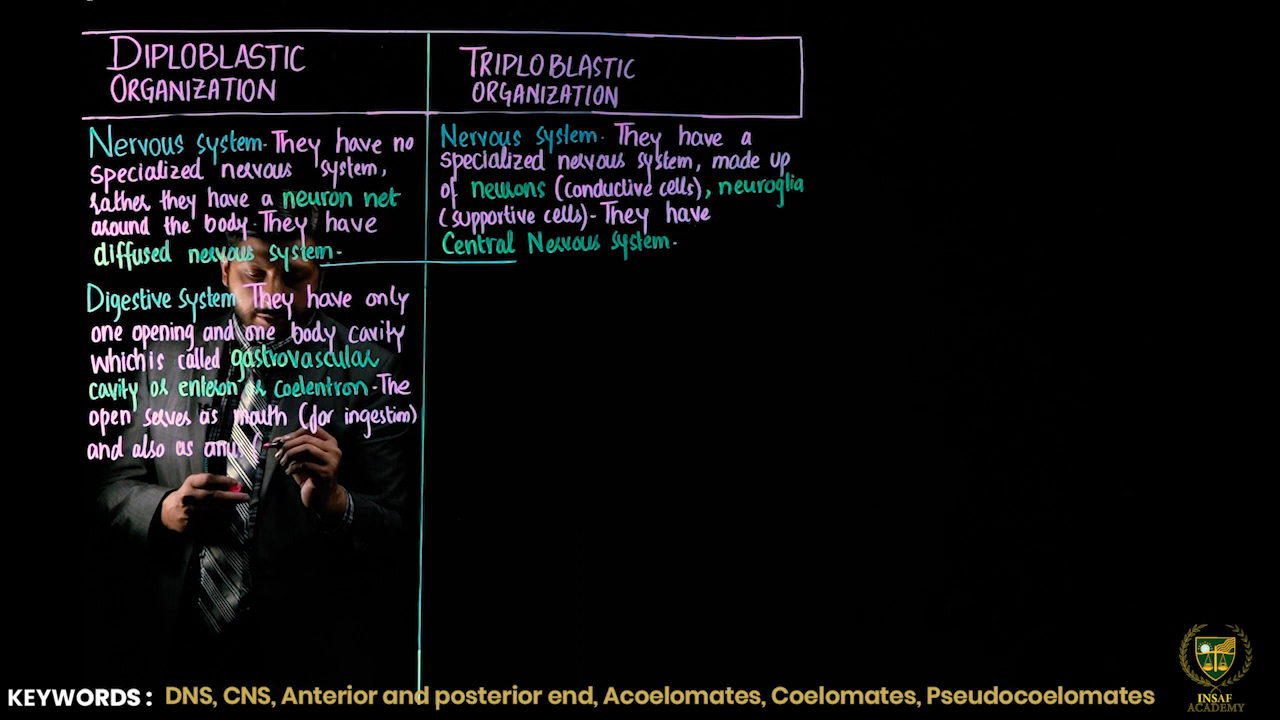 DIPLOBLASTIC
ORGANIZATION
TRIPLOBLASTIC
ORGANIZATION
Nervous system. They have no
specialized nervous system,
rather they have a neuron net
around the body. They have
diffused nervous system.
Digestive system. They have only
one opening and one body cavity
which is called gastrovascular
cavity or enteron or coelentron. The
open serves as mouth (for ingestion)
and also as anus (
Nervous system. They have a
specialized nervous system, made up
of neurons (conductive cells), neuroglia
(supportive cells). They have
Central Nervous system.
KEYWORDS: DNS, CNS, Anterior and posterior end, Acoelomates, Coelomates, Pseudocoelomates
INSAF
ACADEMY